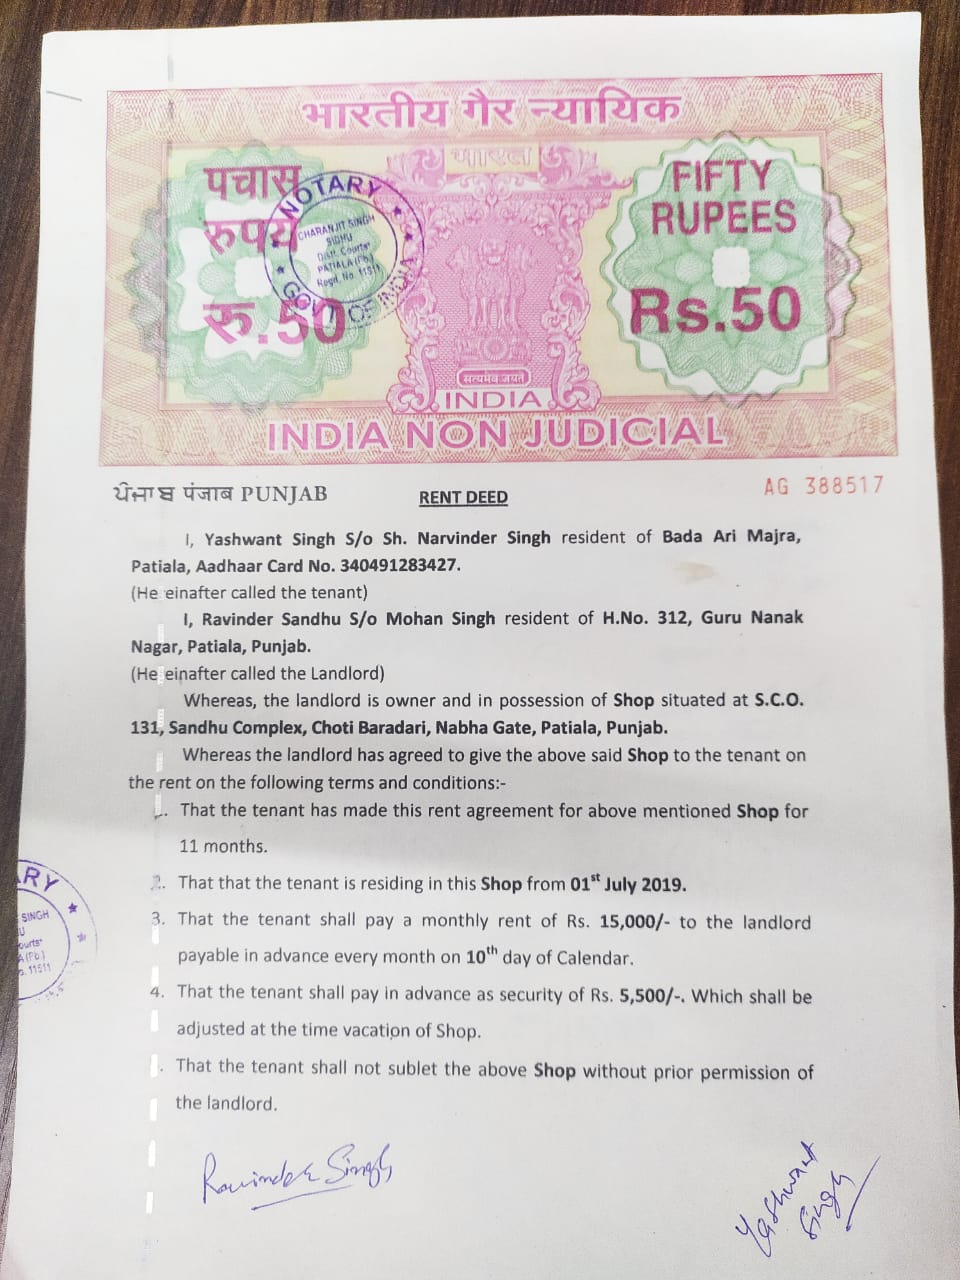 भारतीय गैर न्यायिक
भारत
पचास
रुपये
रु.50
NOTARY
CHARANJIT SINGH
SIDHU
Distt. Courts
PATIALA (Pb.)
Regd. No. 11511
GOVT OF INDIA
FIFTY
RUPEES
Rs.50
सत्यमेव जयते
INDIA
INDIA NON JUDICIAL
ਪੰਜਾਬ पंजाब PUNJAB
RENT DEED
AG 388517
I, Yashwant Singh S/o Sh. Narvinder Singh resident of Bada Ari Majra,
Patiala, Aadhaar Card No. 340491283427.
(Hereinafter called the tenant)
I, Ravinder Sandhu S/o Mohan Singh resident of H.No. 312, Guru Nanak
Nagar, Patiala, Punjab.
(Hereinafter called the Landlord)
Whereas, the landlord is owner and in possession of Shop situated at S.C.O.
131, Sandhu Complex, Choti Baradari, Nabha Gate, Patiala, Punjab.
Whereas the landlord has agreed to give the above said Shop to the tenant on
the rent on the following terms and conditions:-
1. That the tenant has made this rent agreement for above mentioned Shop for
11 months.
2. That that the tenant is residing in this Shop from 01st July 2019.
3. That the tenant shall pay a monthly rent of Rs. 15,000/- to the landlord
payable in advance every month on 10th day of Calendar.
4. That the tenant shall pay in advance as security of Rs. 5,500/-. Which shall be
adjusted at the time vacation of Shop.
. That the tenant shall not sublet the above Shop without prior permission of
the landlord.
RY
SINGH
U
ourts
A (Pb.)
o. 11511
Ravinder Singh
Yashwant
Singh